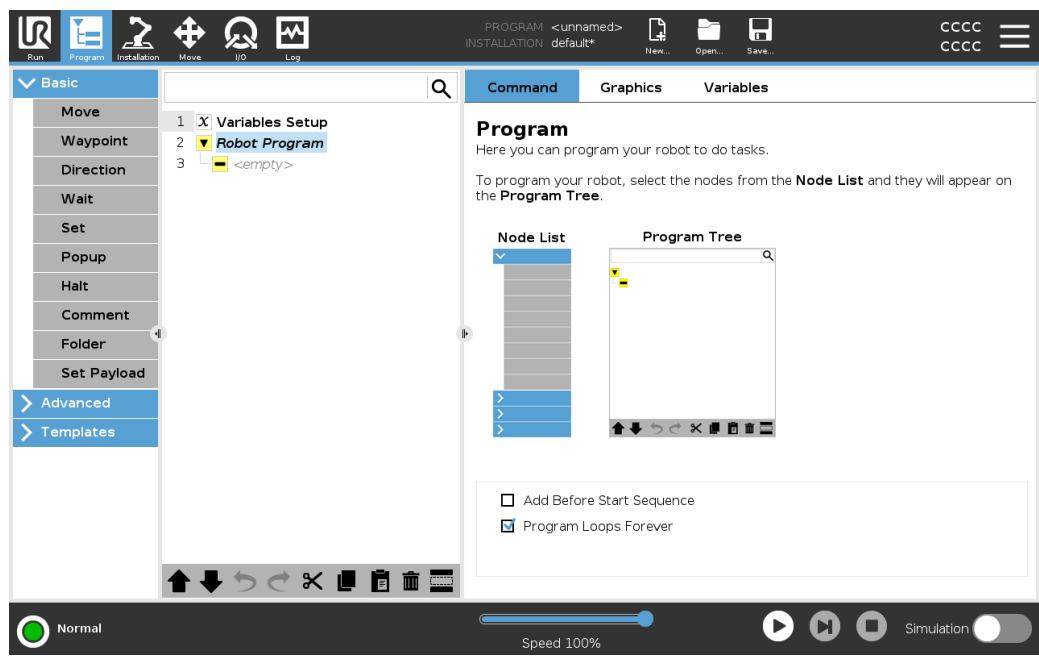 PROGRAM <unnamed>
INSTALLATION default*
CCCC
CCCC
Run Program Installation Move I/O Log New... Open... Save...
Basic
Move
Waypoint
Direction
Wait
Set
Popup
Halt
Comment
Folder
Set Payload
Advanced
Templates
1 X Variables Setup
2 Robot Program
3 <empty>
Command Graphics Variables
Program
Here you can program your robot to do tasks.
To program your robot, select the nodes from the Node List and they will appear on
the Program Tree.
Node List Program Tree
Add Before Start Sequence
Program Loops Forever
Normal
Speed 100%
Simulation